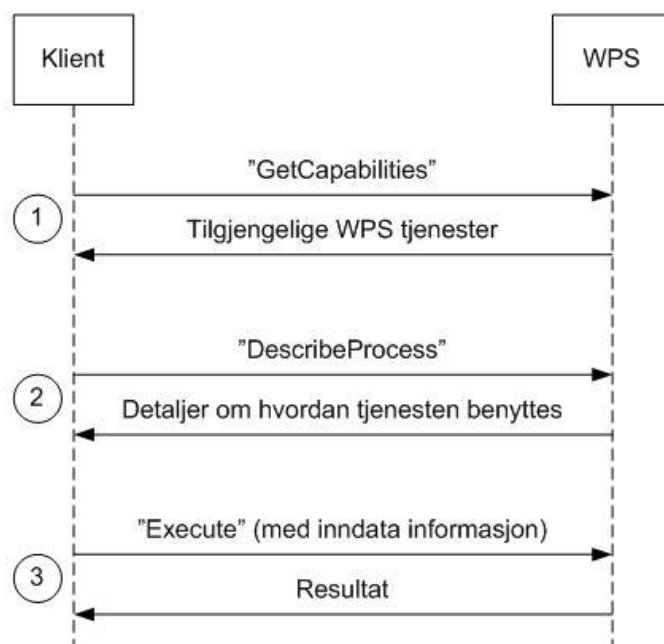 Klient
WPS
”GetCapabilities”
1
Tilgjengelige WPS tjenester
”DescribeProcess”
2
Detaljer om hvordan tjenesten benyttes
”Execute” (med inndata informasjon)
3
Resultat